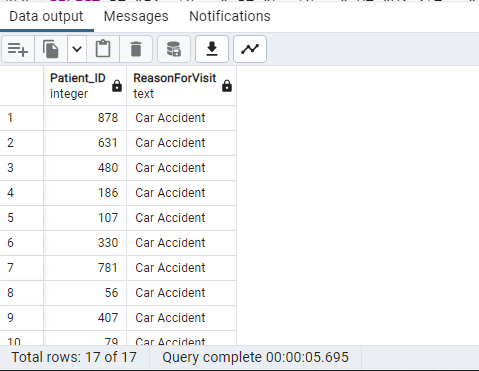 Data output Messages Notifications
Patient_ID ReasonForVisit
integer text
1 878 Car Accident
2 631 Car Accident
3 480 Car Accident
4 186 Car Accident
5 107 Car Accident
6 330 Car Accident
7 781 Car Accident
8 56 Car Accident
9 407 Car Accident
10 79 Car Accident
Total rows: 17 of 17 Query complete 00:00:05.695